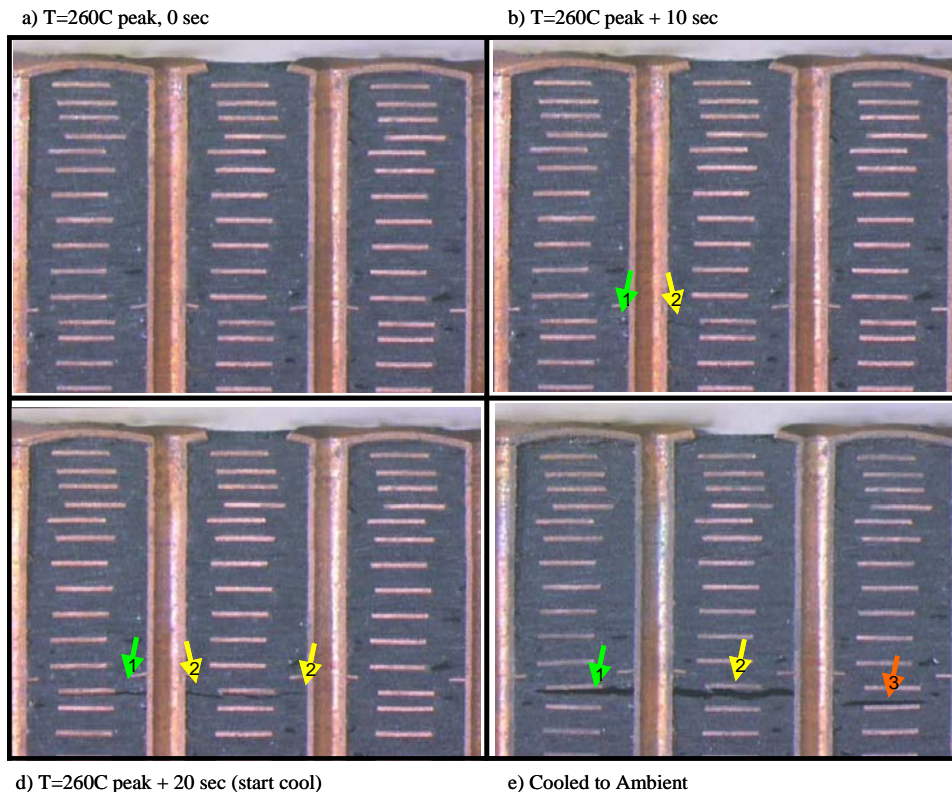 a) T=260C peak, 0 sec
b) T=260C peak + 10 sec
1
2
1
2
2
1
2
3
d) T=260C peak + 20 sec (start cool)
e) Cooled to Ambient